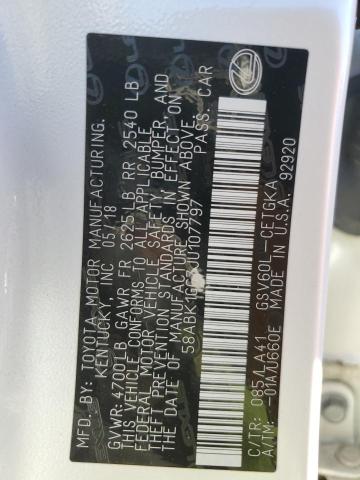 MFD. BY: TOYOTA MOTOR MANUFACTURING.
KENTUCKY, INC. 05/18
GVWR: 4700LB GAWR FR 2625 LB RR 2540 LB
THIS VEHICLE CONFORMS TO ALL APPLICABLE
FEDERAL MOTOR VEHICLE SAFETY, BUMPER, AND
THEFT PREVENTION STANDARDS IN EFFECT ON
THE DATE OF MANUFACTURE SHOWN ABOVE.
PASS. CAR
C/TR: 085/LA41 GSV60L-CETGKA
A/TM: -01A/U660E MADE IN U.S.A. 92920